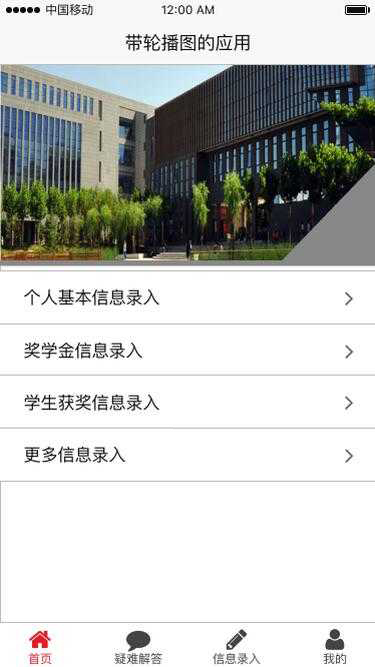 中国移动 12:00 AM
带轮播图的应用
个人基本信息录入
奖学金信息录入
学生获奖信息录入
更多信息录入
首页 疑难解答 信息录入 我的